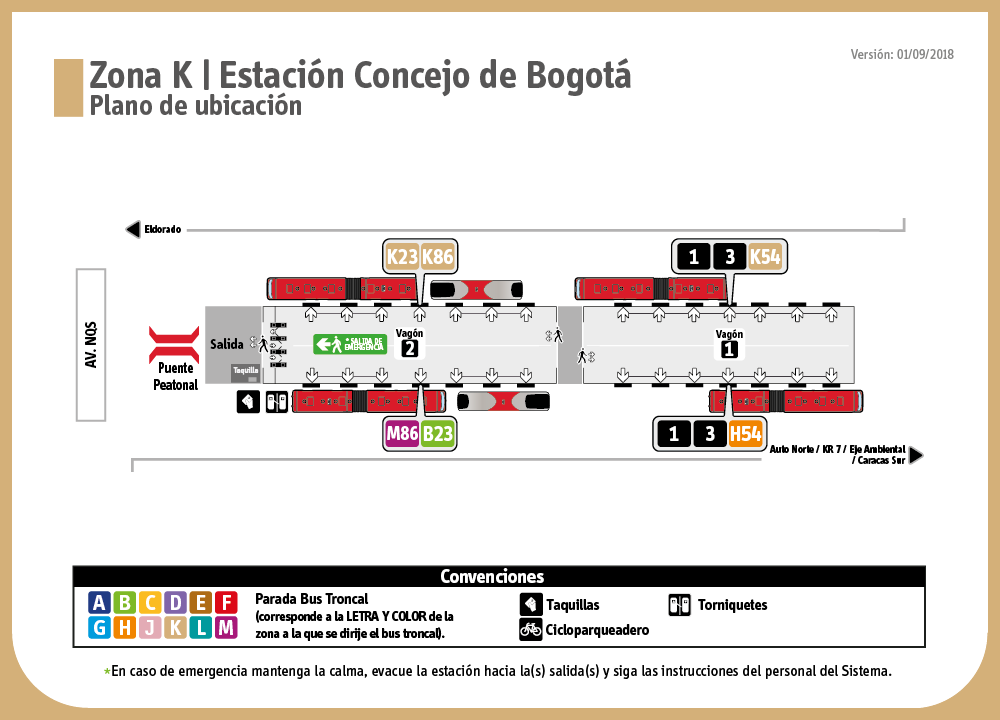 Versión: 01/09/2018
Zona K | Estación Concejo de Bogotá
Plano de ubicación
Eldorado
K23 K86
1 3 K54
AV. NQS
Puente
Peatonal
Salida
Taquilla
* SALIDA DE
EMERGENCIA
Vagón
2
Vagón
1
M86 B23
1 3 H54
Auto Norte / KR 7 / Eje Ambiental
/ Caracas Sur
Convenciones
A B C D E F
G H J K L M
Parada Bus Troncal
(corresponde a la LETRA Y COLOR de la
zona a la que se dirije el bus troncal).
Taquillas
Cicloparqueadero
Torniquetes
*En caso de emergencia mantenga la calma, evacue la estación hacia la(s) salida(s) y siga las instrucciones del personal del Sistema.